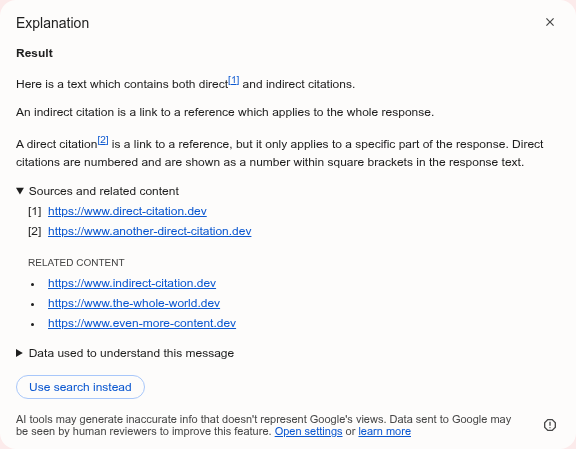 Explanation
Result
Here is a text which contains both direct[1] and indirect citations.
An indirect citation is a link to a reference which applies to the whole response.
A direct citation[2] is a link to a reference, but it only applies to a specific part of the response. Direct
citations are numbered and are shown as a number within square brackets in the response text.
Sources and related content
[1] https://www.direct-citation.dev
[2] https://www.another-direct-citation.dev
RELATED CONTENT
• https://www.indirect-citation.dev
• https://www.the-whole-world.dev
• https://www.even-more-content.dev
Data used to understand this message
Use search instead
AI tools may generate inaccurate info that doesn't represent Google's views. Data sent to Google may
be seen by human reviewers to improve this feature. Open settings or learn more